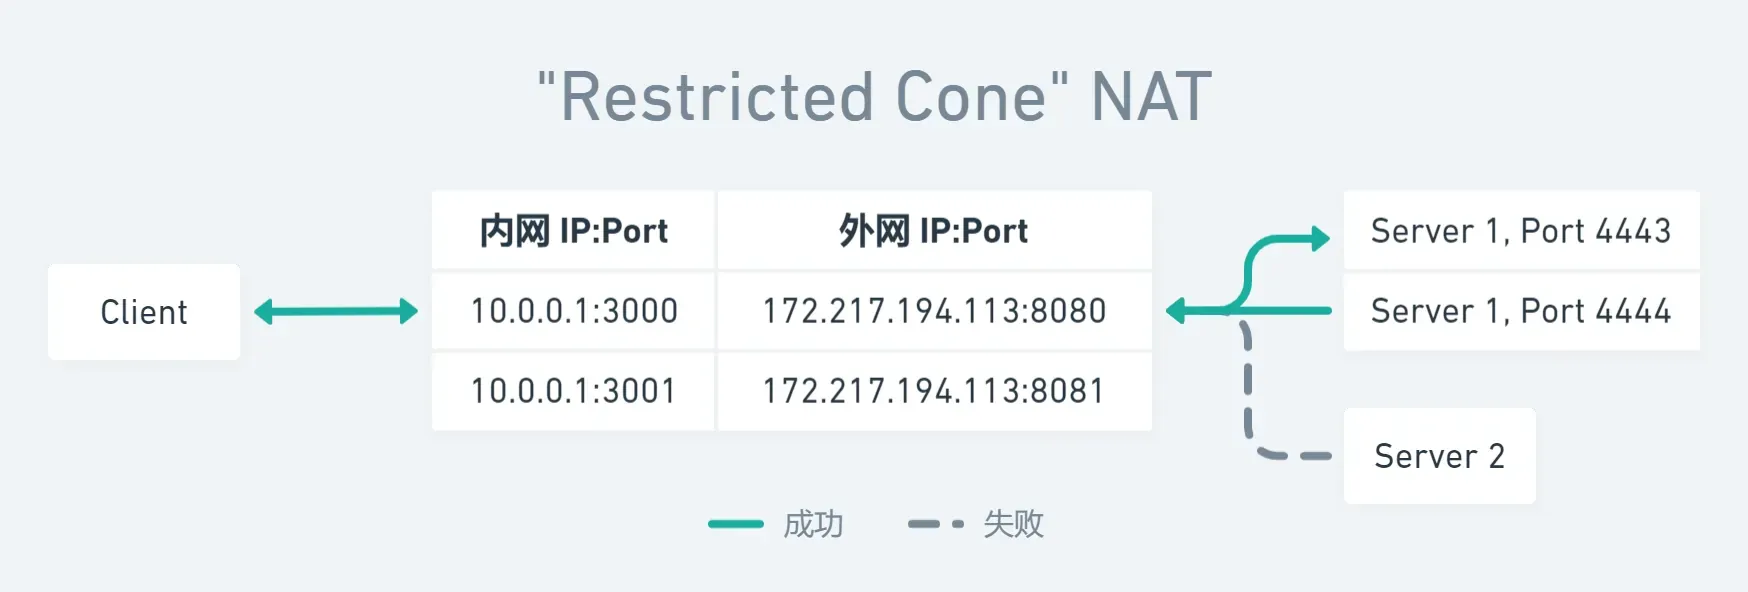 "Restricted Cone" NAT
内网 IP:Port 外网 IP:Port
Server 1, Port 4443
Client
10.0.0.1:3000 172.217.194.113:8080
Server 1, Port 4444
10.0.0.1:3001 172.217.194.113:8081
Server 2
成功 失败